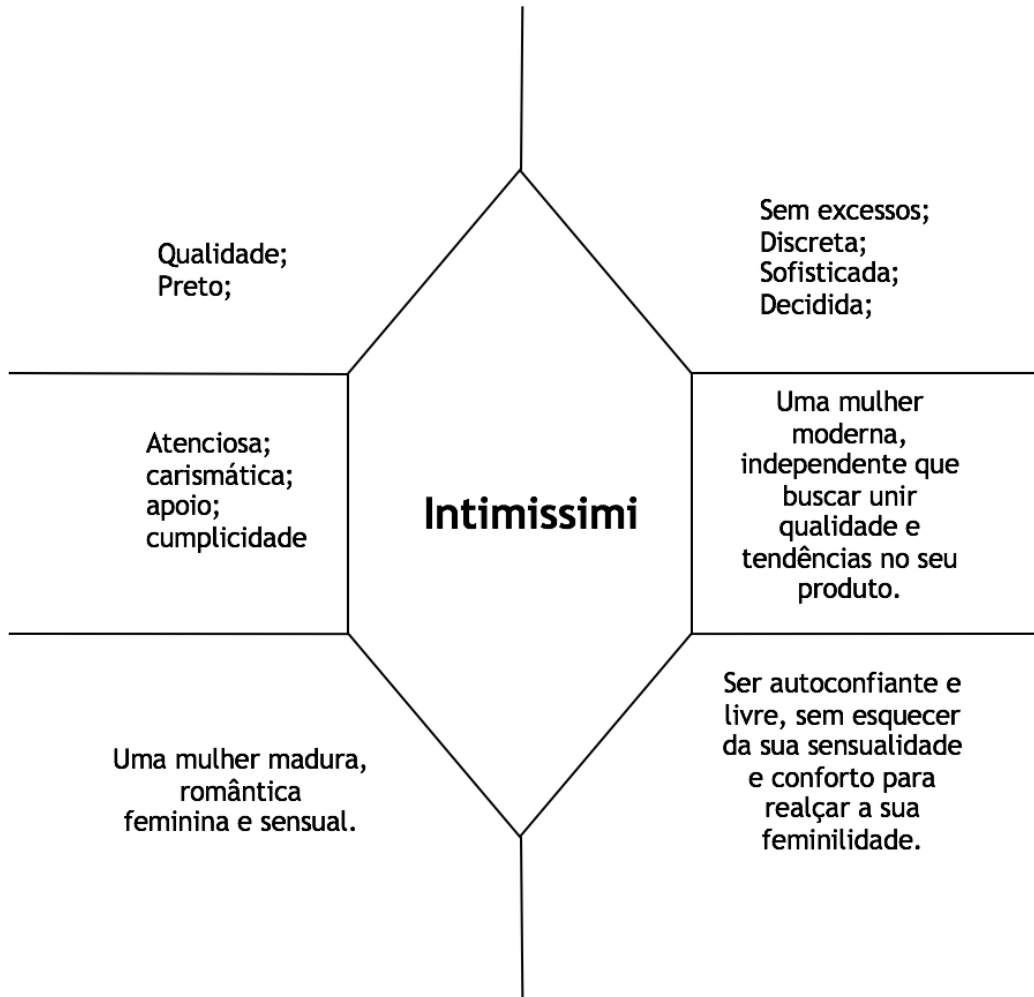 Qualidade;
Preto;
Sem excessos;
Discreta;
Sofisticada;
Decidida;
Atenciosa;
carismática;
apoio;
cumplicidade
Intimissimi
Uma mulher
moderna,
independente que
buscar unir
qualidade e
tendências no seu
produto.
Uma mulher madura,
romântica
feminina e sensual.
Ser autoconfiante e
livre, sem esquecer
da sua sensualidade
e conforto para
realçar a sua
feminilidade.